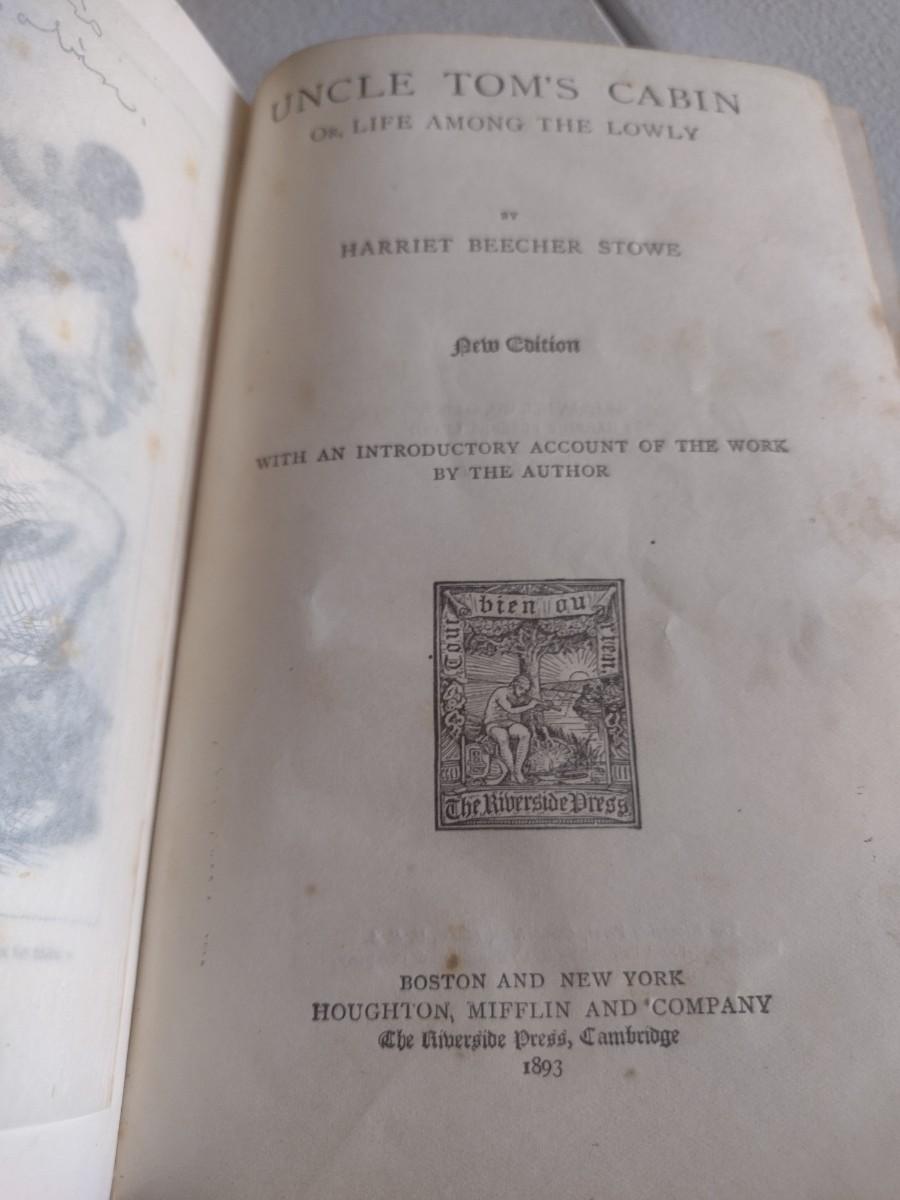 UNCLE TOM'S CABIN
OR, LIFE AMONG THE LOWLY
BY
HARRIET BEECHER STOWE
New Edition
WITH AN INTRODUCTORY ACCOUNT OF THE WORK
BY THE AUTHOR
Tout bien ou rien.
The Riverside Press
BOSTON AND NEW YORK
HOUGHTON, MIFFLIN AND COMPANY
The Riverside Press, Cambridge
1893